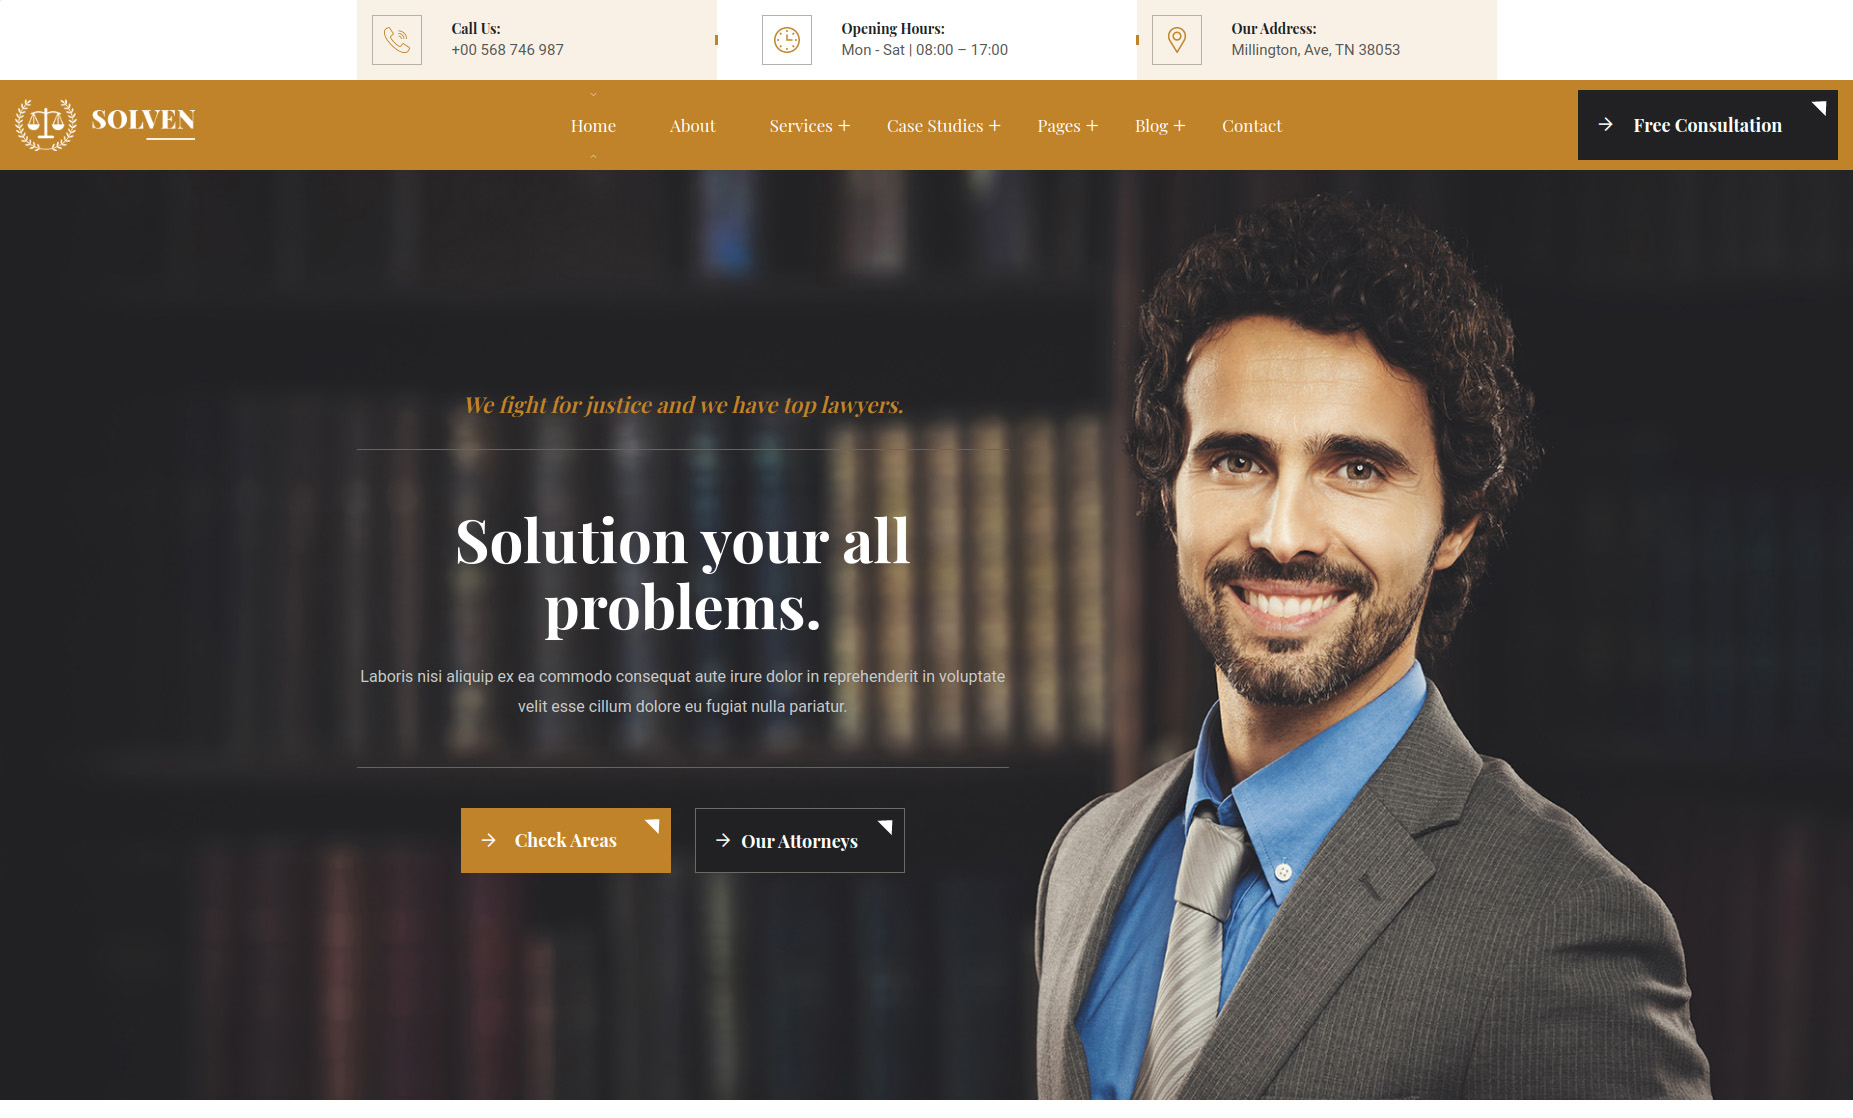 Call Us:
+00 568 746 987
Opening Hours:
Mon - Sat | 08:00 – 17:00
Our Address:
Millington, Ave, TN 38053
SOLVEN
Home
About
Services +
Case Studies +
Pages +
Blog +
Contact
Free Consultation
We fight for justice and we have top lawyers.
Solution your all
problems.
Laboris nisi aliquip ex ea commodo consequat aute irure dolor in reprehenderit in voluptate
velit esse cillum dolore eu fugiat nulla pariatur.
Check Areas
Our Attorneys